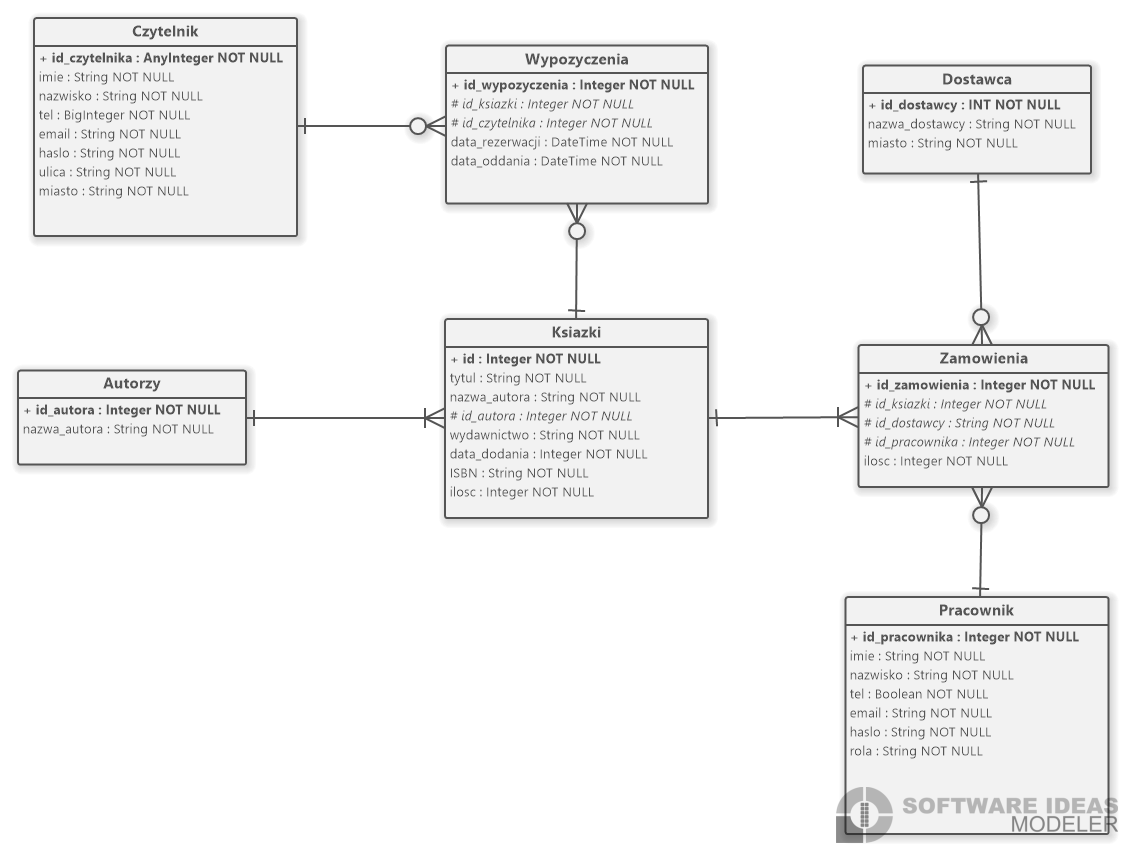 Czytelnik
+ id_czytelnika : AnyInteger NOT NULL
imie : String NOT NULL
nazwisko : String NOT NULL
tel : BigInteger NOT NULL
email : String NOT NULL
haslo : String NOT NULL
ulica : String NOT NULL
miasto : String NOT NULL
Wypozyczenia
+ id_wypozyczenia : Integer NOT NULL
# id_ksiazki : Integer NOT NULL
# id_czytelnika : Integer NOT NULL
data_rezerwacji : DateTime NOT NULL
data_oddania : DateTime NOT NULL
Dostawca
+ id_dostawcy : INT NOT NULL
nazwa_dostawcy : String NOT NULL
miasto : String NOT NULL
Autorzy
+ id_autora : Integer NOT NULL
nazwa_autora : String NOT NULL
Ksiazki
+ id : Integer NOT NULL
tytul : String NOT NULL
nazwa_autora : String NOT NULL
# id_autora : Integer NOT NULL
wydawnictwo : String NOT NULL
data_dodania : Integer NOT NULL
ISBN : String NOT NULL
ilosc : Integer NOT NULL
Zamowienia
+ id_zamowienia : Integer NOT NULL
# id_ksiazki : Integer NOT NULL
# id_dostawcy : String NOT NULL
# id_pracownika : Integer NOT NULL
ilosc : Integer NOT NULL
Pracownik
+ id_pracownika : Integer NOT NULL
imie : String NOT NULL
nazwisko : String NOT NULL
tel : Boolean NOT NULL
email : String NOT NULL
haslo : String NOT NULL
rola : String NOT NULL
SOFTWARE IDEAS
MODELER